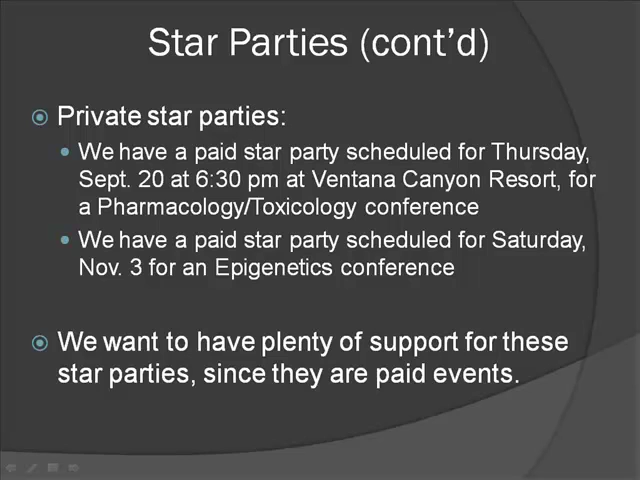 Star Parties (cont’d)
Private star parties:
We have a paid star party scheduled for Thursday,
Sept. 20 at 6:30 pm at Ventana Canyon Resort, for
a Pharmacology/Toxicology conference
We have a paid star party scheduled for Saturday,
Nov. 3 for an Epigenetics conference
We want to have plenty of support for these
star parties, since they are paid events.